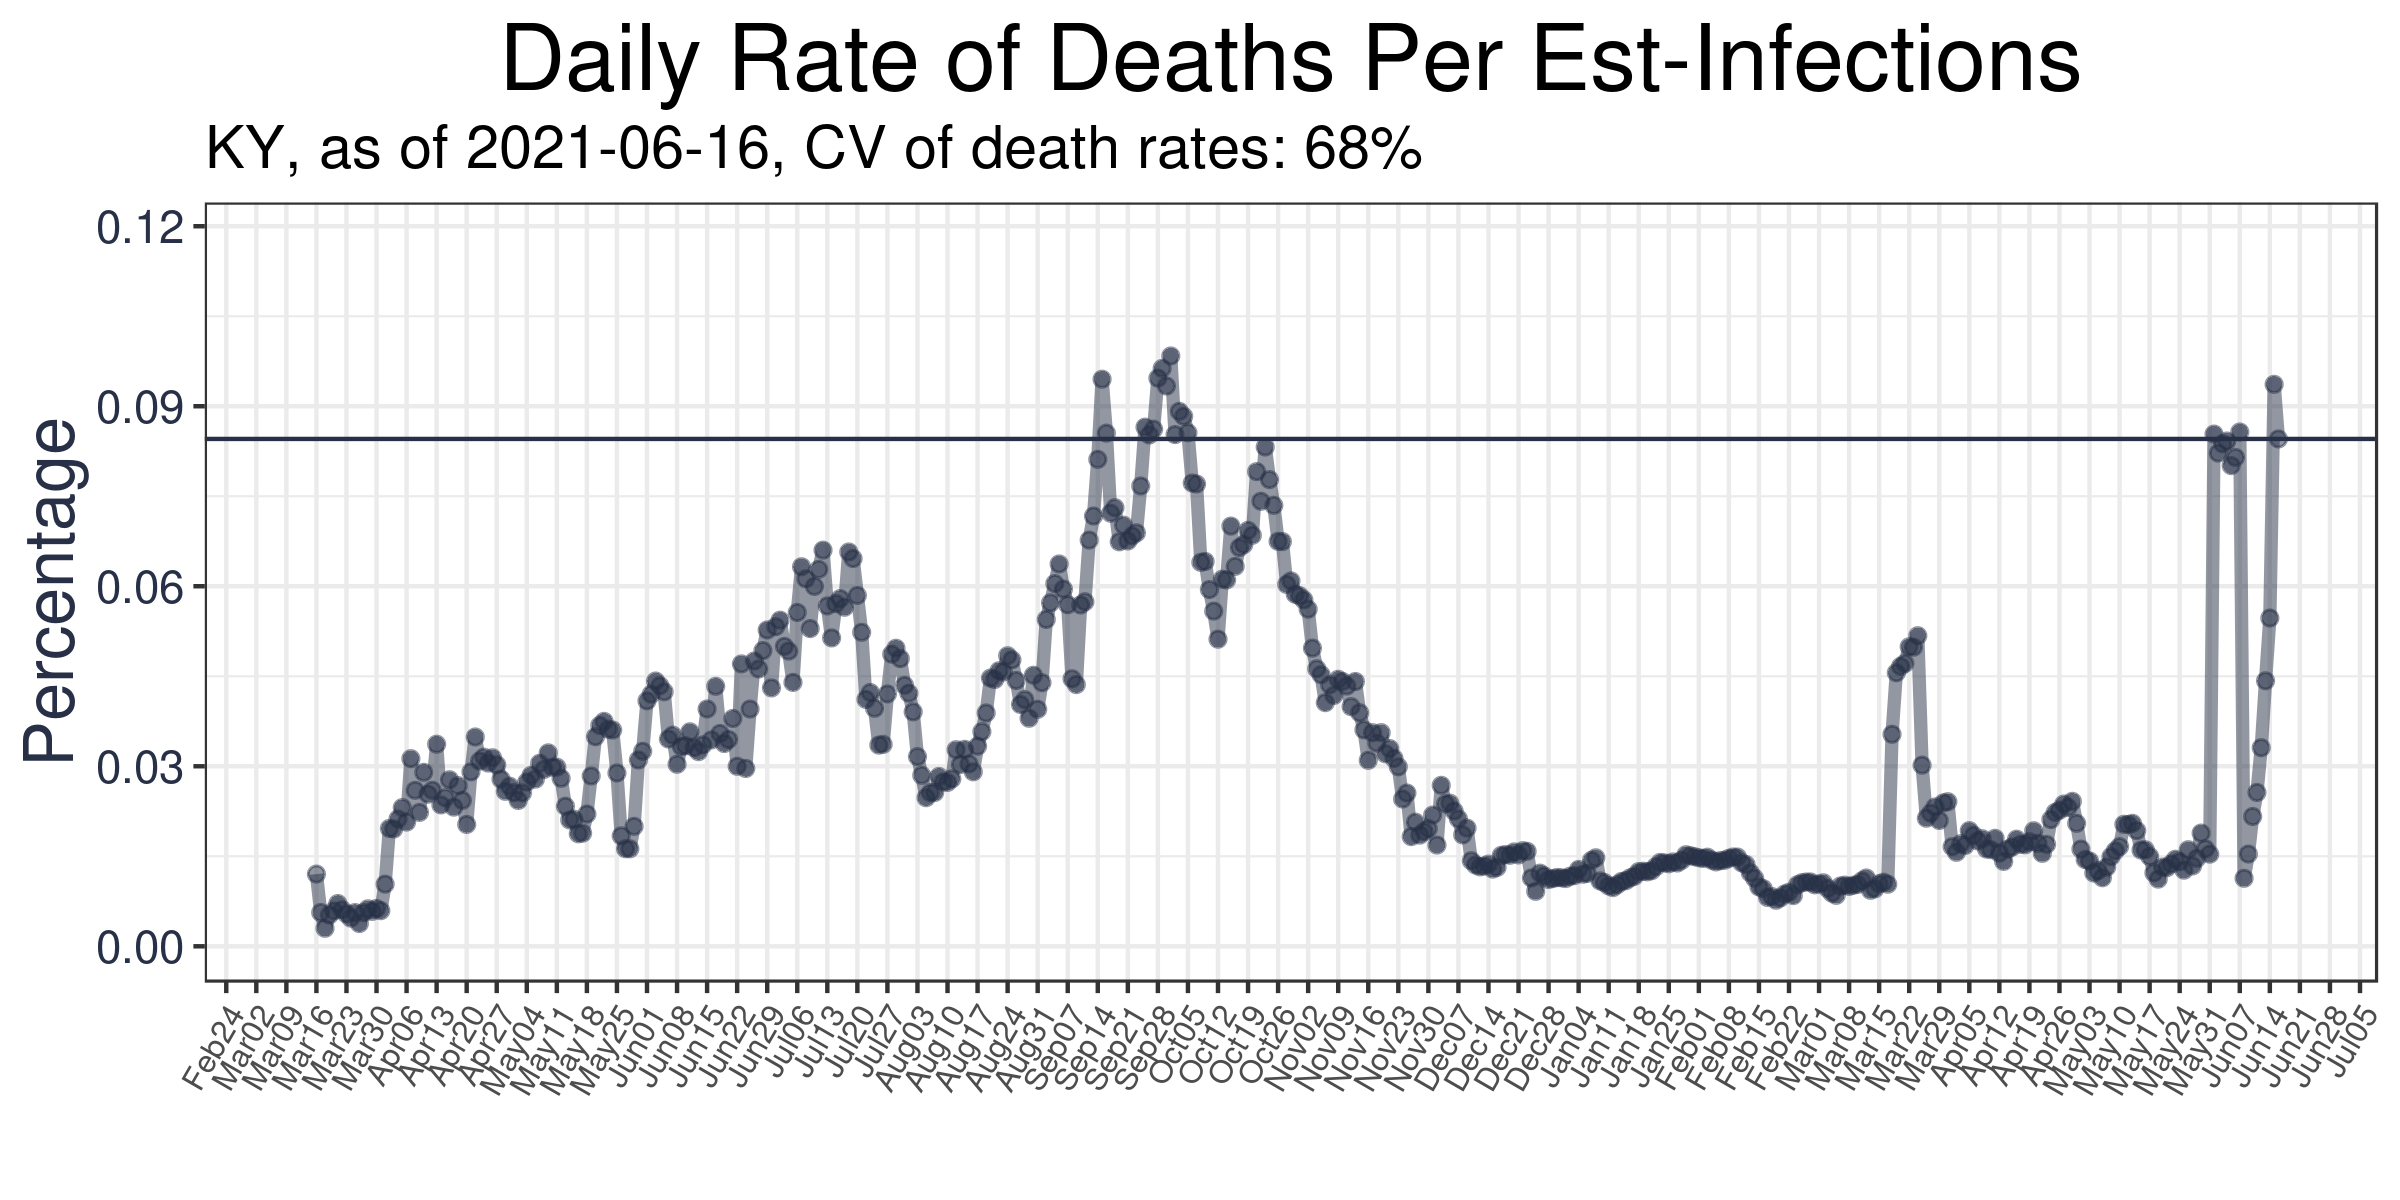 Daily Rate of Deaths Per Est-Infections
KY, as of 2021-06-16, CV of death rates: 68%
Percentage
0.12
0.09
0.06
0.03
0.00
Feb24
Mar02
Mar09
Mar16
Mar23
Mar30
Apr06
Apr13
Apr20
Apr27
May04
May11
May18
May25
Jun01
Jun08
Jun15
Jun22
Jun29
Jul06
Jul13
Jul20
Jul27
Aug03
Aug10
Aug17
Aug24
Aug31
Sep07
Sep14
Sep21
Sep28
Oct05
Oct12
Oct19
Oct26
Nov02
Nov09
Nov16
Nov23
Nov30
Dec07
Dec14
Dec21
Dec28
Jan04
Jan11
Jan18
Jan25
Feb01
Feb08
Feb15
Feb22
Mar01
Mar08
Mar15
Mar22
Mar29
Apr05
Apr12
Apr19
Apr26
May03
May10
May17
May24
May31
Jun07
Jun14
Jun21
Jun28
Jul05